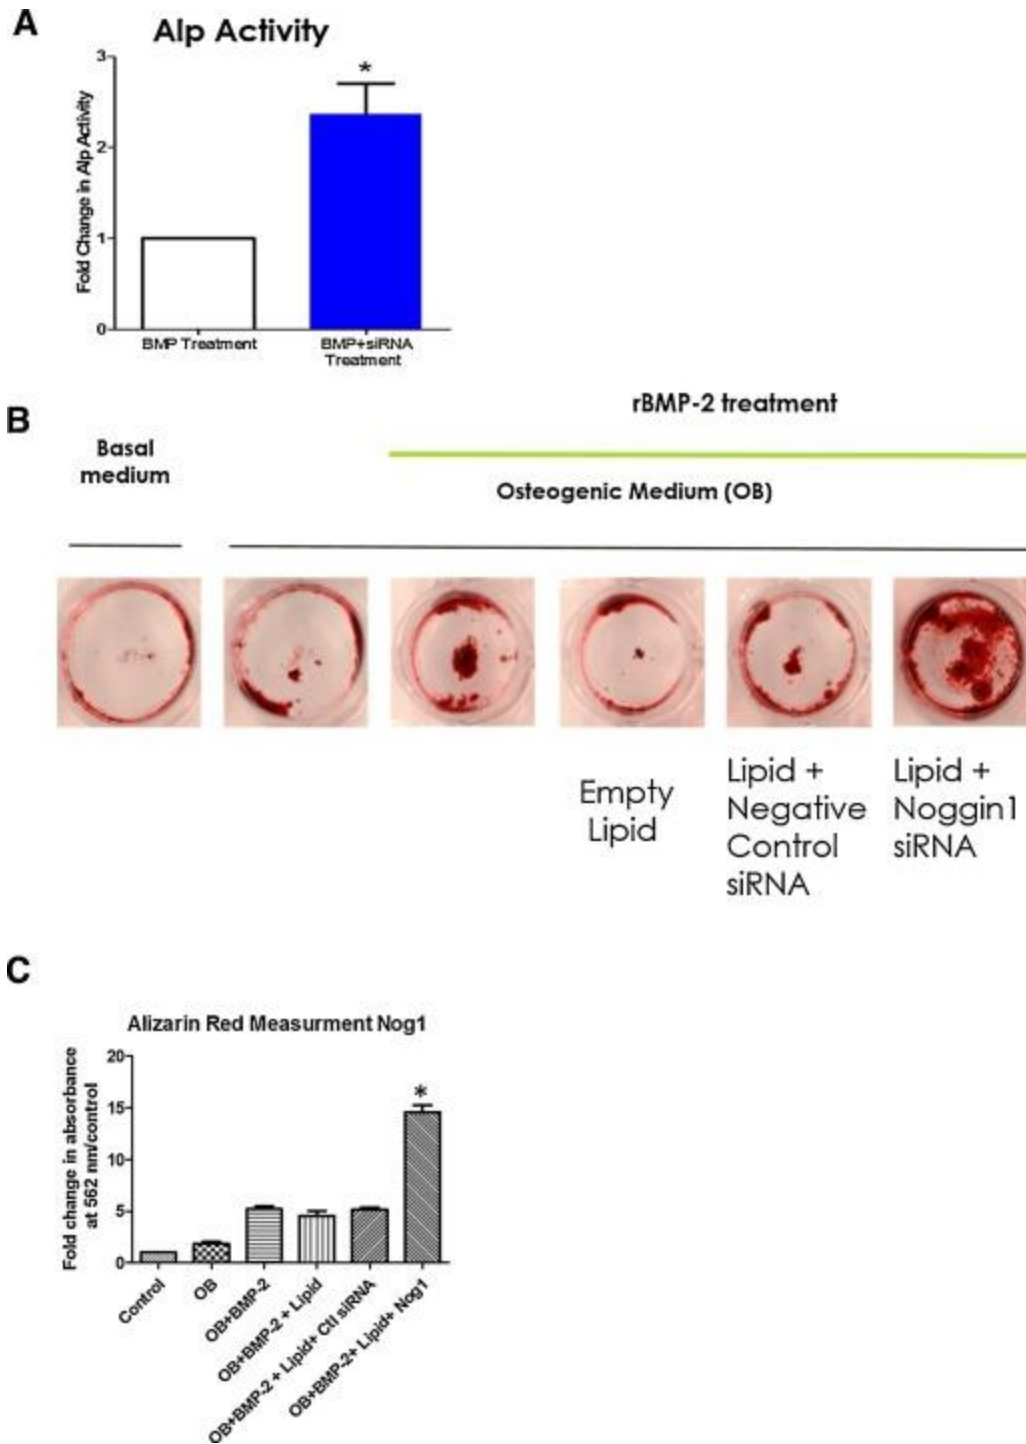 A
Alp Activity
Fold Change in Alp Activity
3
*
2
1
0
BMP Treatment
BMP+siRNA
Treatment
B
rBMP-2 treatment
Basal
medium
Osteogenic Medium (OB)
Empty
Lipid
Lipid +
Negative
Control
siRNA
Lipid +
Noggin1
siRNA
C
Alizarin Red Measurment Nog1
Fold change in absorbance
at 562 nm/control
20
15
10
5
0
*
Control
OB
OB+BMP-2
OB+BMP-2 + Lipid
OB+BMP-2 + Lipid+ Ctl siRNA
OB+BMP-2+ Lipid+ Nog1